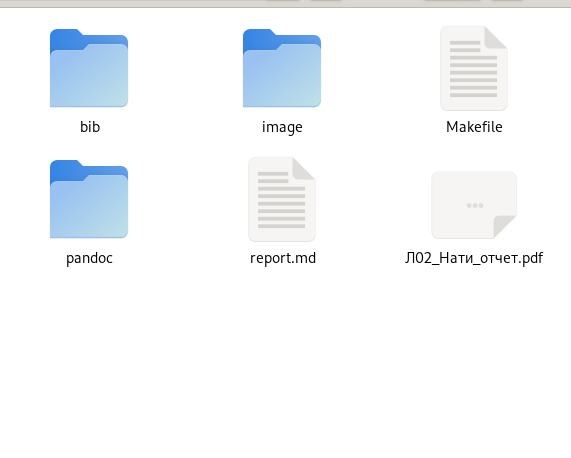 bib
image
Makefile
pandoc
report.md
Л02_Нати_отчет.pdf